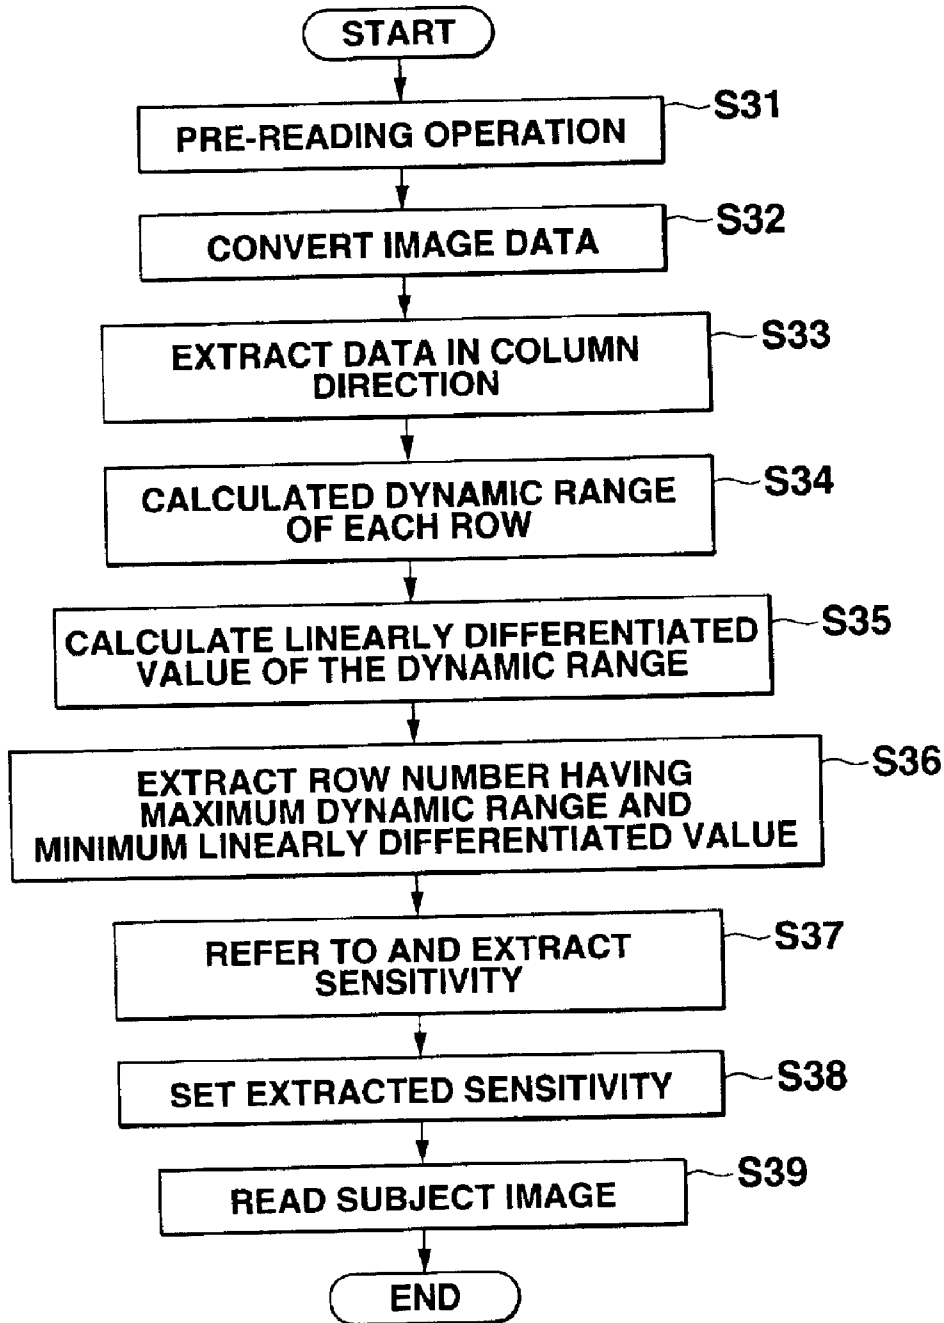 START
S31
PRE-READING OPERATION
S32
CONVERT IMAGE DATA
S33
EXTRACT DATA IN COLUMN
DIRECTION
S34
CALCULATED DYNAMIC RANGE
OF EACH ROW
S35
CALCULATE LINEARLY DIFFERENTIATED
VALUE OF THE DYNAMIC RANGE
S36
EXTRACT ROW NUMBER HAVING
MAXIMUM DYNAMIC RANGE AND
MINIMUM LINEARLY DIFFERENTIATED VALUE
S37
REFER TO AND EXTRACT
SENSITIVITY
S38
SET EXTRACTED SENSITIVITY
S39
READ SUBJECT IMAGE
END